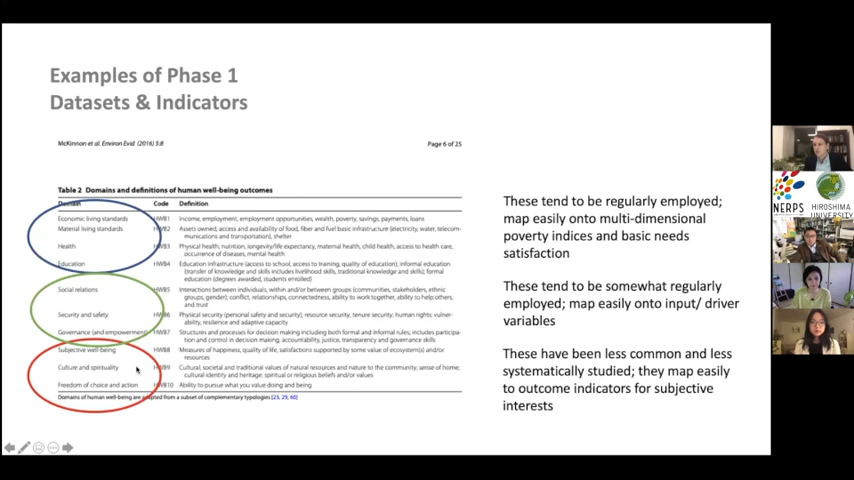 Examples of Phase 1
Datasets & Indicators
McKinnon et al. Environ Evid (2016) 5:8
Page 6 of 25
Table 2 Domains and definitions of human well-being outcomes
Domain Code Definition
Economic living standards HWB1 Income, employment, employment opportunities, wealth, poverty, savings, payments, loans
Material living standards HWB2 Assets owned, access and availability of food, fiber and fuel basic infrastructure (electricity, water, telecom-
munications and transportation), shelter
Health HWB3 Physical health, nutrition, longevity/life expectancy, maternal health, child health, access to health care,
occurrence of diseases, mental health
Education HWB4 Education infrastructure (access to school, access to training, quality of education), informal education
(transfer of knowledge and skills includes livelihood skills, traditional knowledge and skills); formal
education (degrees awarded, students enrolled)
Social relations HWB5 Interactions between individuals, within and/or between groups (communities, stakeholders, ethnic
groups, gender); conflict, relationships, connectedness, ability to work together, ability to help others,
and trust
Security and safety HWB6 Physical security (personal safety and security), resource security, tenure security; human rights; vulner-
ability, resilience and adaptive capacity
Governance (and empowerment) HWB7 Structures and processes for decision making including both formal and informal rules; includes participa-
tion and control in decision making, accountability, justice, transparency and governance skills
Subjective well-being HWB8 Measures of happiness, quality of life, satisfactions supported by some value of ecosystem(s) and/or
resources
Culture and spirituality HWB9 Cultural, societal and traditional values of natural resources and nature to the community; sense of home;
cultural identity and heritage; spiritual or religious beliefs and/or values
Freedom of choice and action HWB10 Ability to pursue what you value doing and being
Domains of human well-being are adapted from a subset of complementary typologies [23, 29, 60]
These tend to be regularly employed;
map easily onto multi-dimensional
poverty indices and basic needs
satisfaction
These tend to be somewhat regularly
employed; map easily onto input/ driver
variables
These have been less common and less
systematically studied; they map easily
to outcome indicators for subjective
interests
NERPS
HIROSHIMA
UNIVERSITY